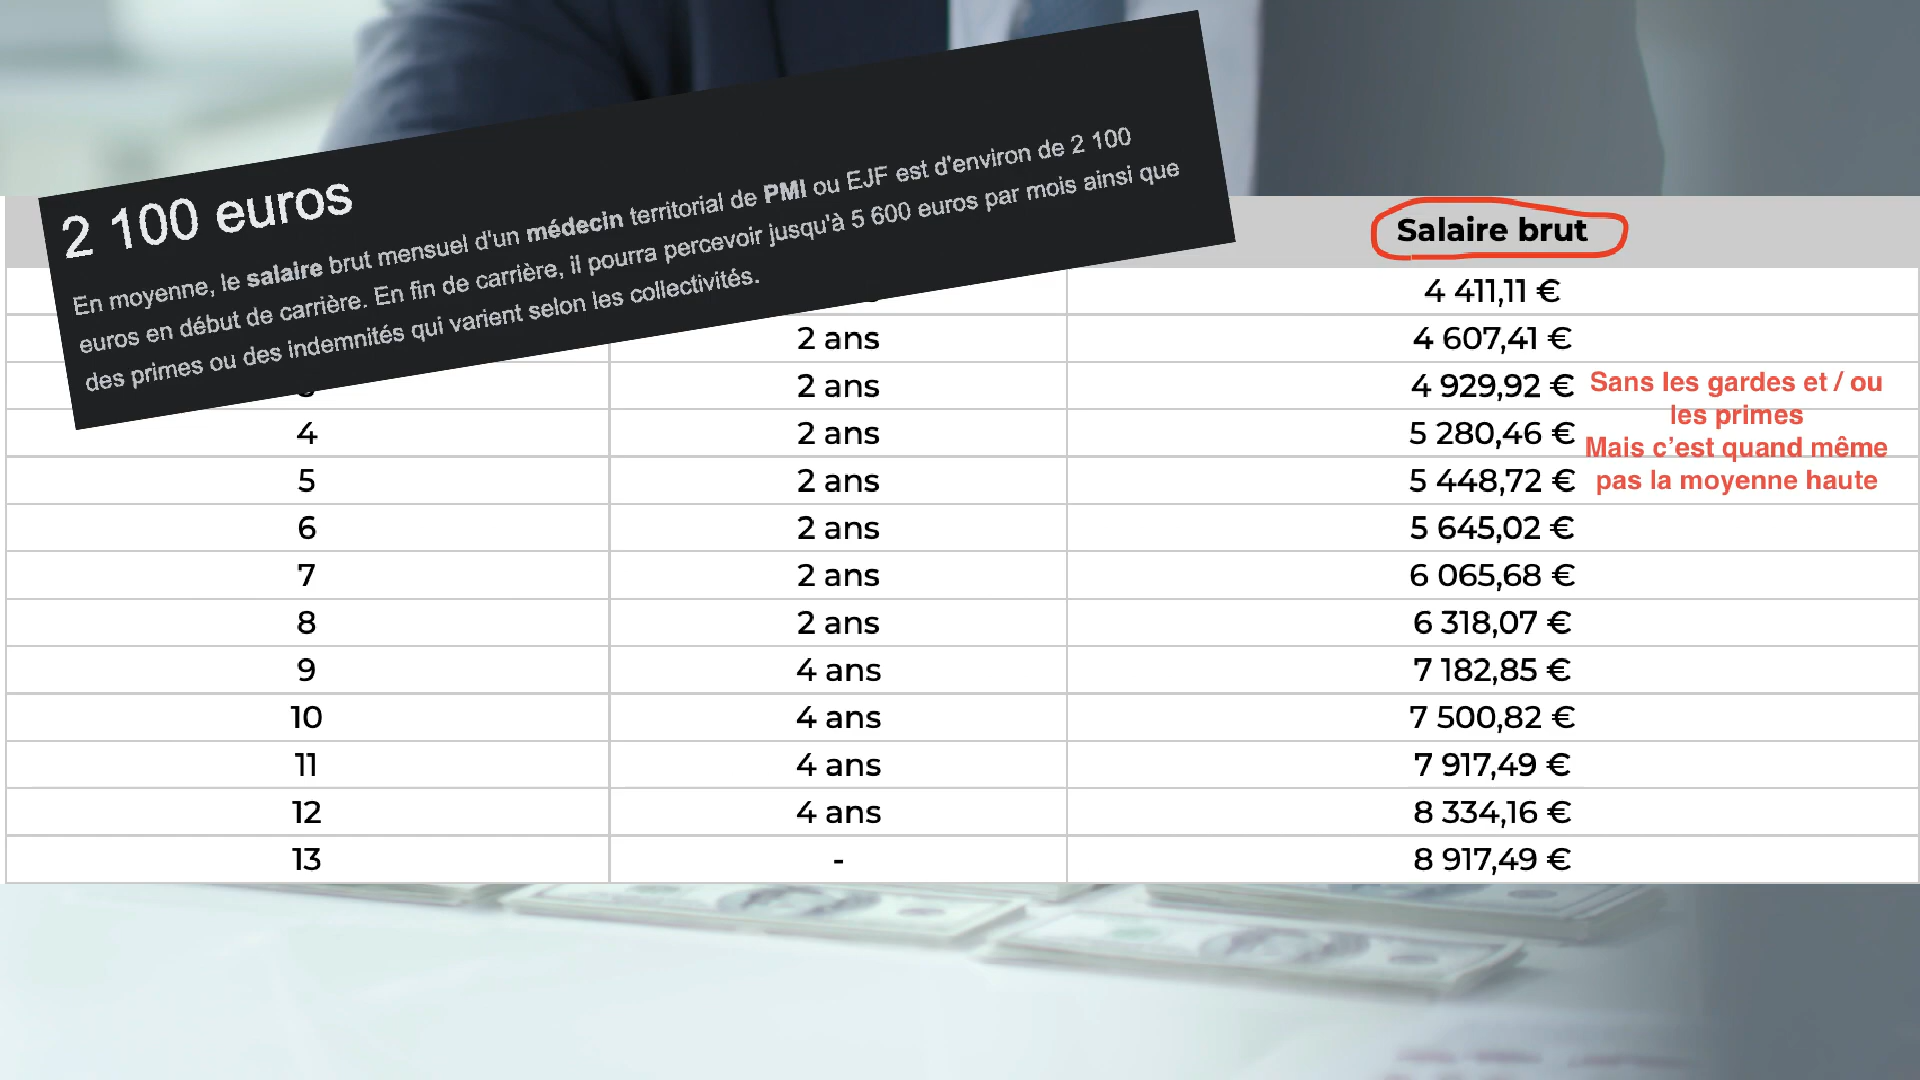 2 100 euros
En moyenne, le salaire brut mensuel d'un médecin territorial de PMI ou EJF est d'environ de 2 100
euros en début de carrière. En fin de carrière, il pourra percevoir jusqu'à 5 600 euros par mois ainsi que
des primes ou des indemnités qui varient selon les collectivités.
Salaire brut
4 411,11 €
2 ans 4 607,41 €
2 ans 4 929,92 €
4 2 ans 5 280,46 €
5 2 ans 5 448,72 €
6 2 ans 5 645,02 €
7 2 ans 6 065,68 €
8 2 ans 6 318,07 €
9 4 ans 7 182,85 €
10 4 ans 7 500,82 €
11 4 ans 7 917,49 €
12 4 ans 8 334,16 €
13 - 8 917,49 €
Sans les gardes et / ou
les primes
Mais c'est quand même
pas la moyenne haute